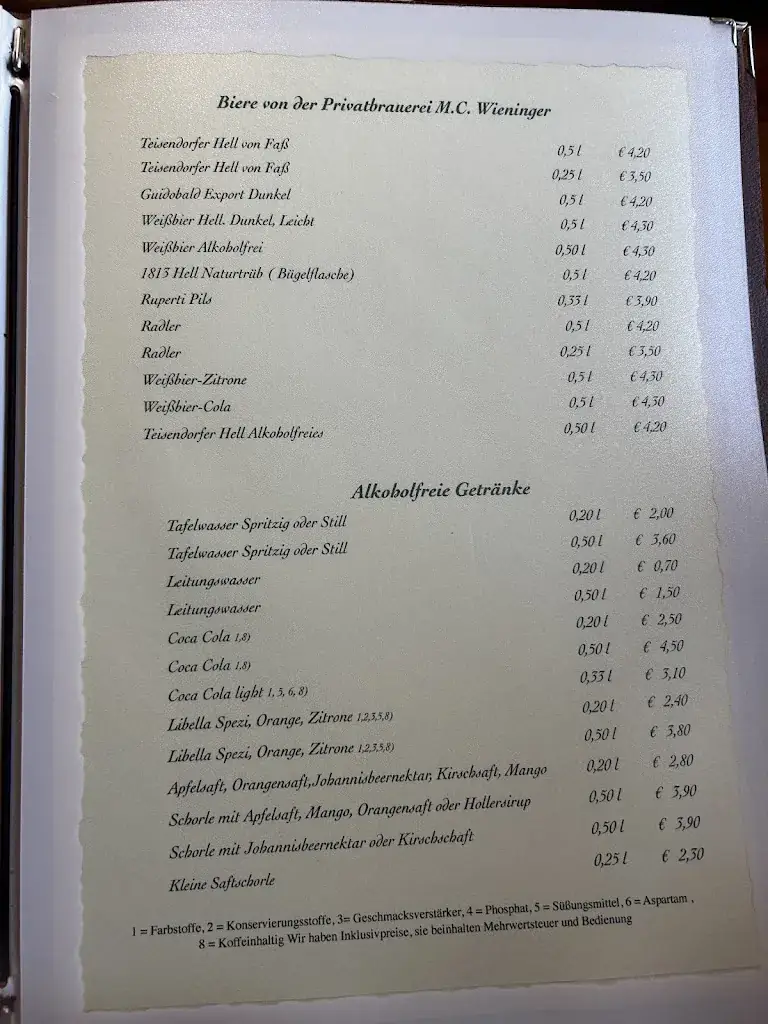 Biere von der Privatbrauerei M.C. Wieninger
Teisendorfer Hell von Faß 0,5 l € 4,20
Teisendorfer Hell von Faß 0,25 l € 3,50
Guidobald Export Dunkel 0,5 l € 4,20
Weißbier Hell. Dunkel, Leicht 0,5 l € 4,30
Weißbier Alkoholfrei 0,50 l € 4,30
1813 Hell Naturtrüb ( Bügelflasche) 0,5 l € 4,20
Ruperti Pils 0,33 l € 3,90
Radler 0,5 l € 4,20
Radler 0,25 l € 3,50
Weißbier-Zitrone 0,5 l € 4,30
Weißbier-Cola 0,5 l € 4,30
Teisendorfer Hell Alkoholfreies 0,50 l € 4,20
Alkoholfreie Getränke
Tafelwasser Spritzig oder Still 0,20 l € 2,00
Tafelwasser Spritzig oder Still 0,50 l € 3,60
Leitungswasser 0,20 l € 0,70
Leitungswasser 0,50 l € 1,50
Coca Cola 1,8) 0,20 l € 2,50
Coca Cola 1,8) 0,50 l € 4,50
Coca Cola light 1, 5, 6, 8) 0,33 l € 3,10
Libella Spezi, Orange, Zitrone 1,2,3,5,8) 0,20 l € 2,40
Libella Spezi, Orange, Zitrone 1,2,3,5,8) 0,50 l € 3,80
Apfelsaft, Orangensaft,Johannisbeernektar, Kirschsaft, Mango 0,20 l € 2,80
Schorle mit Apfelsaft, Mango, Orangensaft oder Hollersirup 0,50 l € 3,90
Schorle mit Johannisbeernektar oder Kirschschaft 0,50 l € 3,90
Kleine Saftschorle 0,25 l € 2,30
1 = Farbstoffe, 2 = Konservierungsstoffe, 3= Geschmacksverstärker, 4 = Phosphat, 5 = Süßungsmittel, 6 = Aspartam ,
8 = Koffeinhaltig Wir haben Inklusivpreise, sie beinhalten Mehrwertsteuer und Bedienung